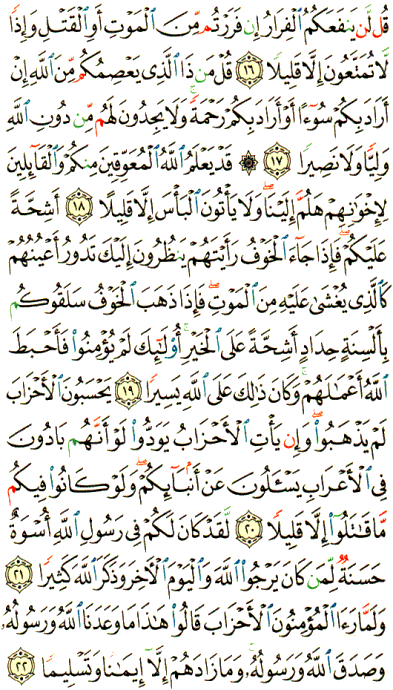 قُل لَّن يَنفَعَكُمُ ٱلْفِرَارُ إِن فَرَرْتُم مِّنَ ٱلْمَوْتِ أَوِ ٱلْقَتْلِ وَإِذًا
لَّا تُمَتَّعُونَ إِلَّا قَلِيلًا ١٦ قُلْ مَن ذَا ٱلَّذِى يَعْصِمُكُم مِّنَ ٱللَّهِ إِنْ
أَرَادَ بِكُمْ سُوٓءًا أَوْ أَرَادَ بِكُمْ رَحْمَةً ۚ وَلَا يَجِدُونَ لَهُم مِّن دُونِ ٱللَّهِ
وَلِيًّا وَلَا نَصِيرًا ١٧ ۞ قَدْ يَعْلَمُ ٱللَّهُ ٱلْمُعَوِّقِينَ مِنكُمْ وَٱلْقَآئِلِينَ
لِإِخْوَٰنِهِمْ هَلُمَّ إِلَيْنَا ۖ وَلَا يَأْتُونَ ٱلْبَأْسَ إِلَّا قَلِيلًا ١٨ أَشِحَّةً
عَلَيْكُمْ ۖ فَإِذَا جَآءَ ٱلْخَوْفُ رَأَيْتَهُمْ يَنظُرُونَ إِلَيْكَ تَدُورُ أَعْيُنُهُمْ
كَٱلَّذِى يُغْشَىٰ عَلَيْهِ مِنَ ٱلْمَوْتِ ۖ فَإِذَا ذَهَبَ ٱلْخَوْفُ سَلَقُوكُم
بِأَلْسِنَةٍ حِدَادٍ أَشِحَّةً عَلَى ٱلْخَيْرِ ۚ أُو۟لَٰٓئِكَ لَمْ يُؤْمِنُوا۟ فَأَحْبَطَ
ٱللَّهُ أَعْمَٰلَهُمْ ۚ وَكَانَ ذَٰلِكَ عَلَى ٱللَّهِ يَسِيرًا ١٩ يَحْسَبُونَ ٱلْأَحْزَابَ
لَمْ يَذْهَبُوا۟ ۖ وَإِن يَأْتِ ٱلْأَحْزَابُ يَوَدُّوا۟ لَوْ أَنَّهُم بَادُونَ
فِى ٱلْأَعْرَابِ يَسْـَٔلُونَ عَنْ أَنۢبَآئِكُمْ ۖ وَلَوْ كَانُوا۟ فِيكُم
مَّا قَٰتَلُوٓا۟ إِلَّا قَلِيلًا ٢٠ لَّقَدْ كَانَ لَكُمْ فِى رَسُولِ ٱللَّهِ أُسْوَةٌ
حَسَنَةٌ لِّمَن كَانَ يَرْجُوا۟ ٱللَّهَ وَٱلْيَوْمَ ٱلْـَٔاخِرَ وَذَكَرَ ٱللَّهَ كَثِيرًا ٢١
وَلَمَّا رَءَا ٱلْمُؤْمِنُونَ ٱلْأَحْزَابَ قَالُوا۟ هَٰذَا مَا وَعَدَنَا ٱللَّهُ وَرَسُولُهُۥ
وَصَدَقَ ٱللَّهُ وَرَسُولُهُۥ ۚ وَمَا زَادَهُمْ إِلَّآ إِيمَٰنًا وَتَسْلِيمًا ٢٢